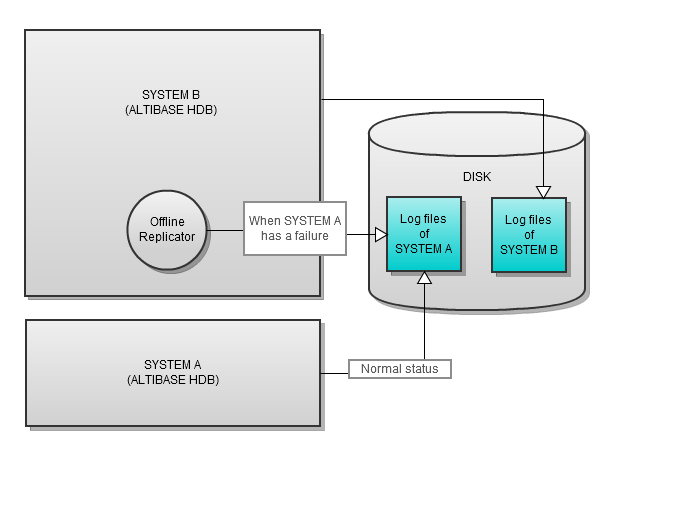 SYSTEM B
(ALTIBASE HDB)
DISK
Offline
Replicator
When SYSTEM A
has a failure
Log files
of
SYSTEM A
Log files
of
SYSTEM B
SYSTEM A
(ALTIBASE HDB)
Normal status